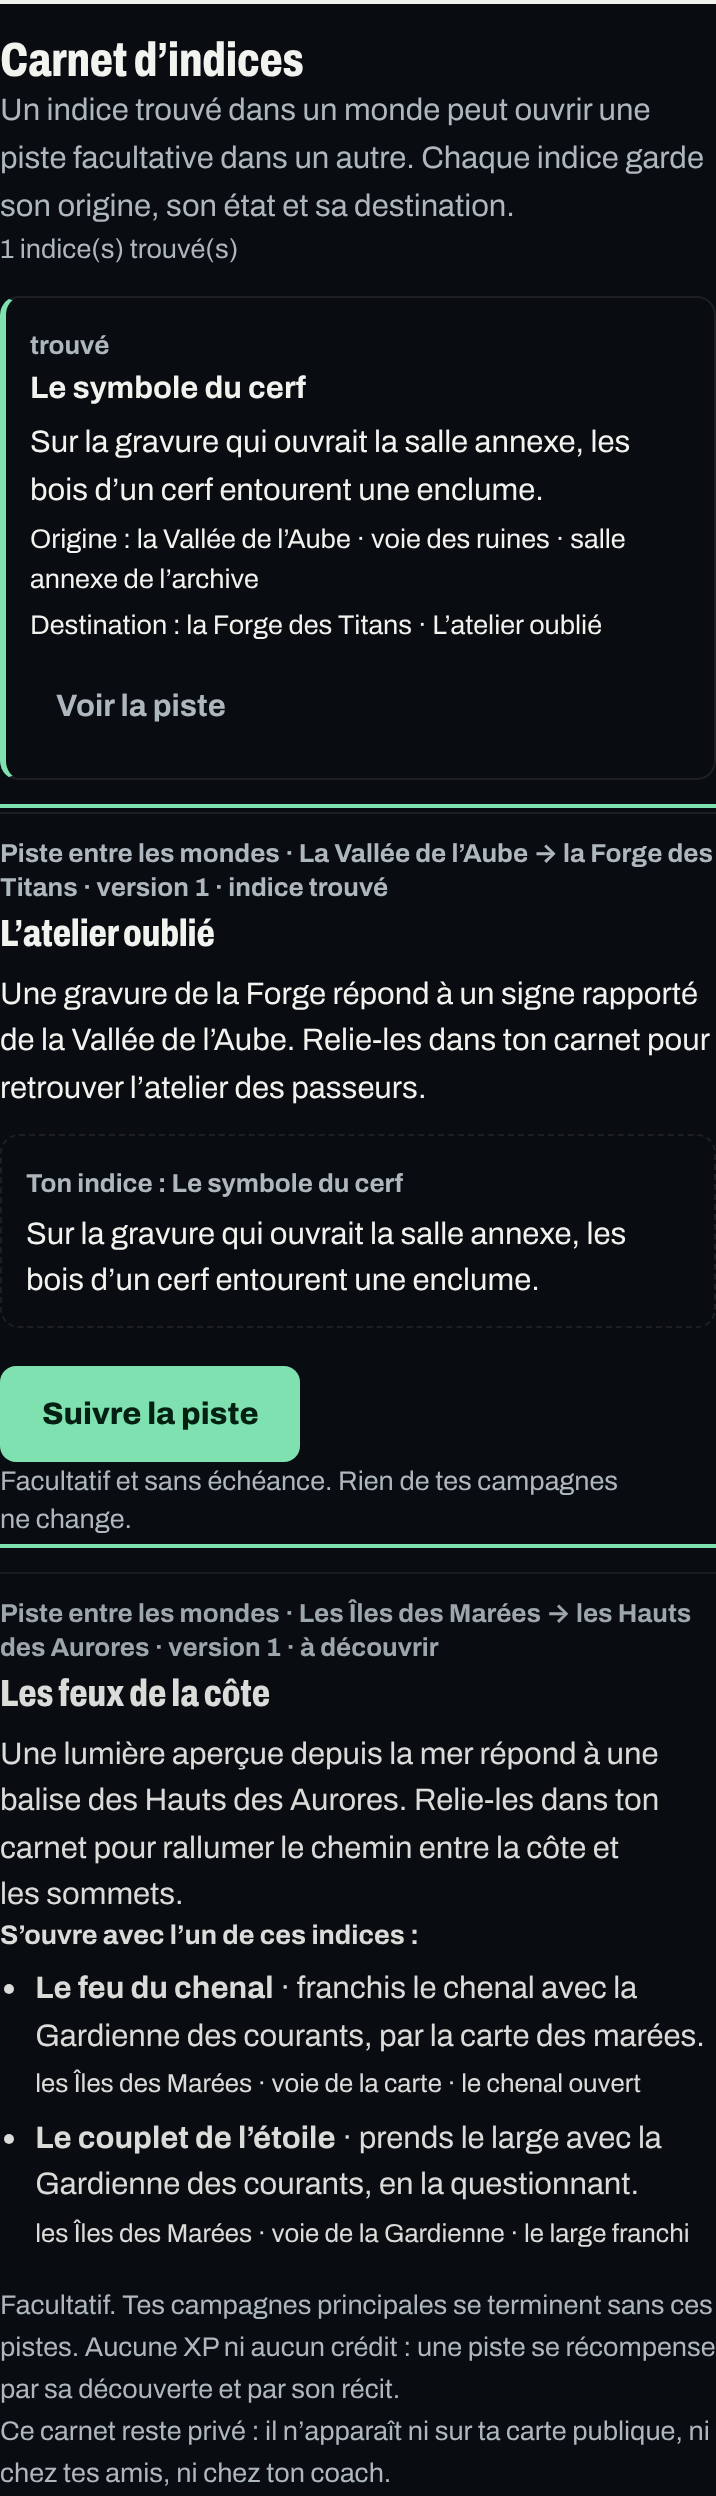 Carnet d’indices
Un indice trouvé dans un monde peut ouvrir une
piste facultative dans un autre. Chaque indice garde
son origine, son état et sa destination.
1 indice(s) trouvé(s)
trouvé
Le symbole du cerf
Sur la gravure qui ouvrait la salle annexe, les
bois d’un cerf entourent une enclume.
Origine : la Vallée de l’Aube · voie des ruines · salle
annexe de l’archive
Destination : la Forge des Titans · L’atelier oublié
Voir la piste
Piste entre les mondes · La Vallée de l’Aube → la Forge des
Titans · version 1 · indice trouvé
L’atelier oublié
Une gravure de la Forge répond à un signe rapporté
de la Vallée de l’Aube. Relie-les dans ton carnet pour
retrouver l’atelier des passeurs.
Ton indice : Le symbole du cerf
Sur la gravure qui ouvrait la salle annexe, les
bois d’un cerf entourent une enclume.
Suivre la piste
Facultatif et sans échéance. Rien de tes campagnes
ne change.
Piste entre les mondes · Les Îles des Marées → les Hauts
des Aurores · version 1 · à découvrir
Les feux de la côte
Une lumière aperçue depuis la mer répond à une
balise des Hauts des Aurores. Relie-les dans ton
carnet pour rallumer le chemin entre la côte et
les sommets.
S’ouvre avec l’un de ces indices :
• Le feu du chenal · franchis le chenal avec la
Gardienne des courants, par la carte des marées.
les Îles des Marées · voie de la carte · le chenal ouvert
• Le couplet de l’étoile · prends le large avec la
Gardienne des courants, en la questionnant.
les Îles des Marées · voie de la Gardienne · le large franchi
Facultatif. Tes campagnes principales se terminent sans ces
pistes. Aucune XP ni aucun crédit : une piste se récompense
par sa découverte et par son récit.
Ce carnet reste privé : il n’apparaît ni sur ta carte publique, ni
chez tes amis, ni chez ton coach.